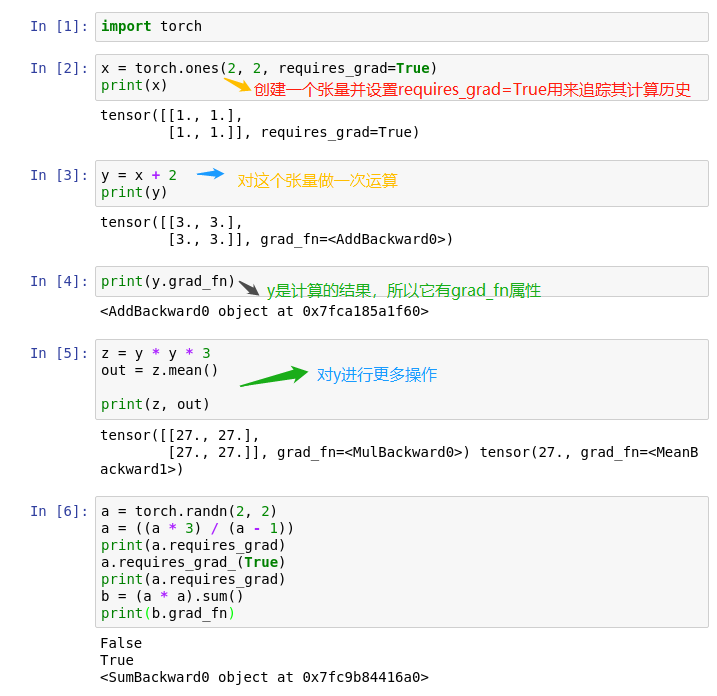 In [1]: import torch
In [2]: x = torch.ones(2, 2, requires_grad=True)
print(x)
创建一个张量并设置requires_grad=True用来追踪其计算历史
tensor([[1., 1.],
[1., 1.]], requires_grad=True)
In [3]: y = x + 2
对这个张量做一次运算
print(y)
tensor([[3., 3.],
[3., 3.]], grad_fn=<AddBackward0>)
In [4]: print(y.grad_fn)
y是计算的结果，所以它有grad_fn属性
<AddBackward0 object at 0x7fca185a1f60>
In [5]: z = y * y * 3
out = z.mean()
对y进行更多操作
print(z, out)
tensor([[27., 27.],
[27., 27.]], grad_fn=<MulBackward0>) tensor(27., grad_fn=<MeanB
ackward1>)
In [6]: a = torch.randn(2, 2)
a = ((a * 3) / (a - 1))
print(a.requires_grad)
a.requires_grad_(True)
print(a.requires_grad)
b = (a * a).sum()
print(b.grad_fn)
False
True
<SumBackward0 object at 0x7fc9b84416a0>